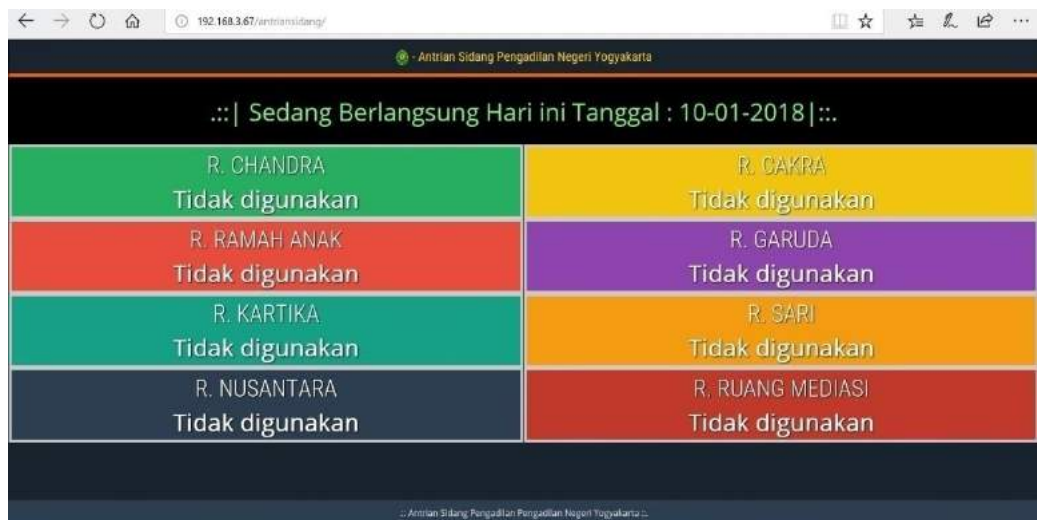 192.168.3.67/antriansidang/
- Antrian Sidang Pengadilan Negeri Yogyakarta
.::| Sedang Berlangsung Hari ini Tanggal : 10-01-2018|::.
R. CHANDRA
Tidak digunakan
R. CAKRA
Tidak digunakan
R. RAMAH ANAK
Tidak digunakan
R. GARUDA
Tidak digunakan
R. KARTIKA
Tidak digunakan
R. SARI
Tidak digunakan
R. NUSANTARA
Tidak digunakan
R. RUANG MEDIASI
Tidak digunakan
.:: Antrian Sidang Pengadilan Pengadilan Negeri Yogyakarta ::.